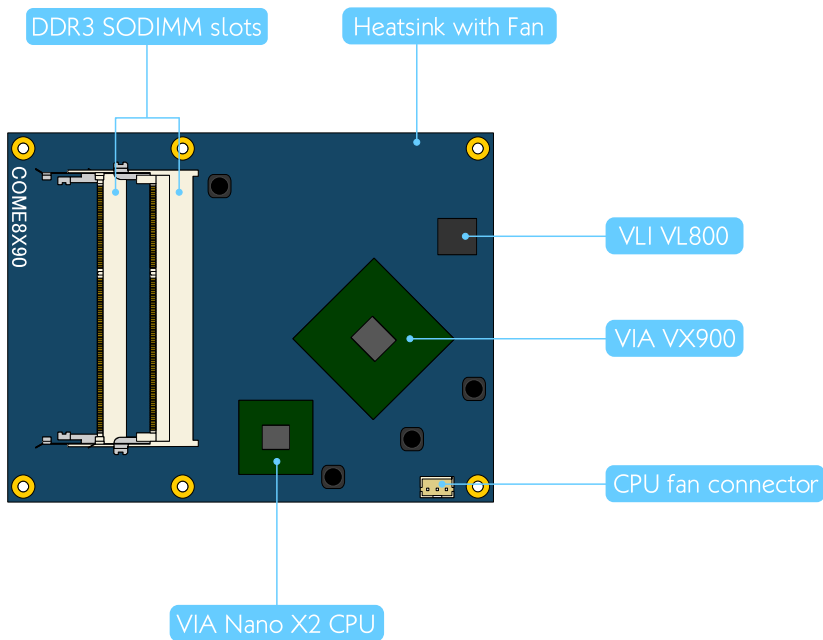 DDR3 SODIMM slots
Heatsink with Fan
COME8X90
VLI VL800
VIA VX900
CPU fan connector
VIA Nano X2 CPU